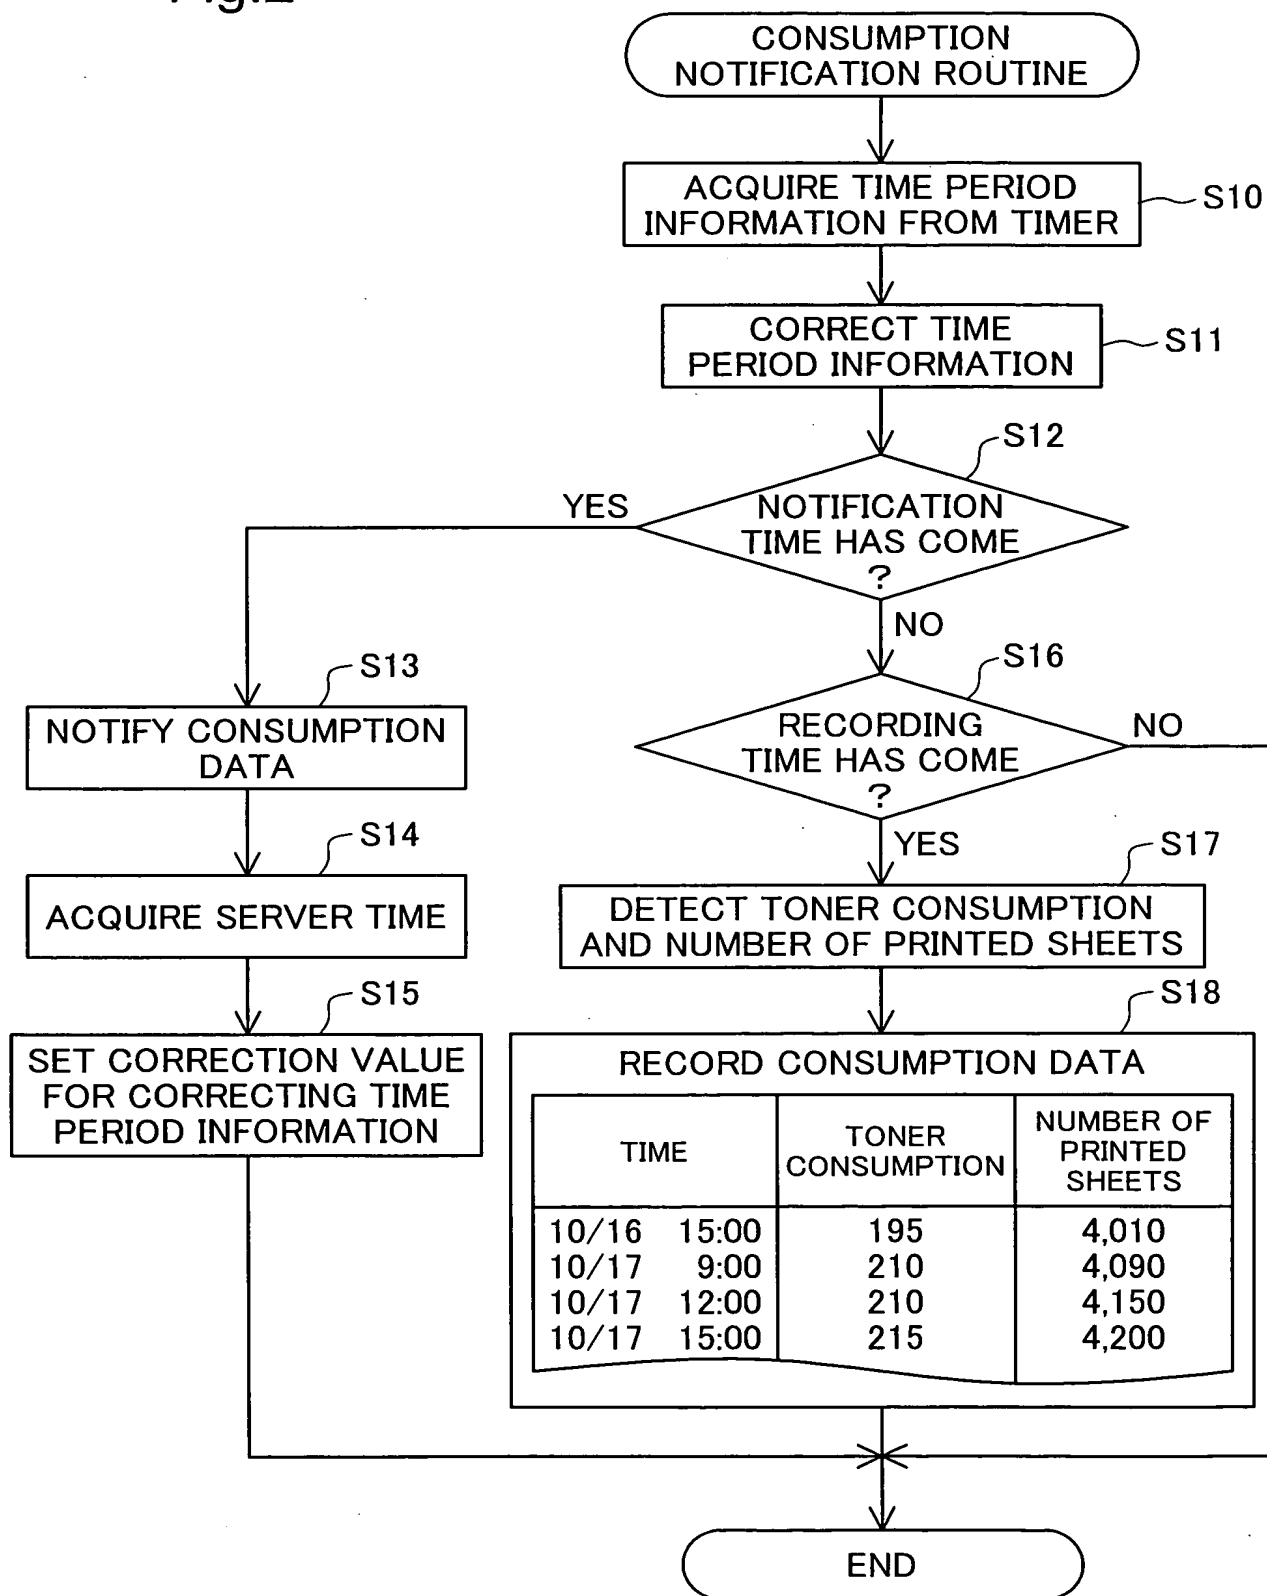 CONSUMPTION
NOTIFICATION ROUTINE
ACQUIRE TIME PERIOD
INFORMATION FROM TIMER
S10
CORRECT TIME
PERIOD INFORMATION
S11
S12
YES
NOTIFICATION
TIME HAS COME
?
NO
S13
NOTIFY CONSUMPTION
DATA
S14
ACQUIRE SERVER TIME
S15
SET CORRECTION VALUE
FOR CORRECTING TIME
PERIOD INFORMATION
S16
RECORDING
TIME HAS COME
?
NO
YES
S17
DETECT TONER CONSUMPTION
AND NUMBER OF PRINTED SHEETS
S18
RECORD CONSUMPTION DATA
TIME
TONER
CONSUMPTION
NUMBER OF
PRINTED
SHEETS
10/16 15:00 195 4,010
10/17 9:00 210 4,090
10/17 12:00 210 4,150
10/17 15:00 215 4,200
END